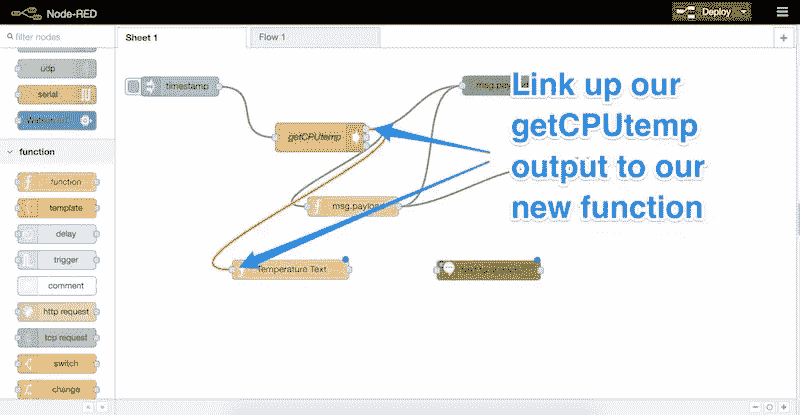 Node-RED
Deploy
filter nodes
Sheet 1
Flow 1
udp
serial
function
function
template
delay
trigger
comment
http request
tcp request
switch
change
timestamp
getCPUtemp
msg.payload
msg.payload
Temperature Text
Link up our
getCPUtemp
output to our
new function